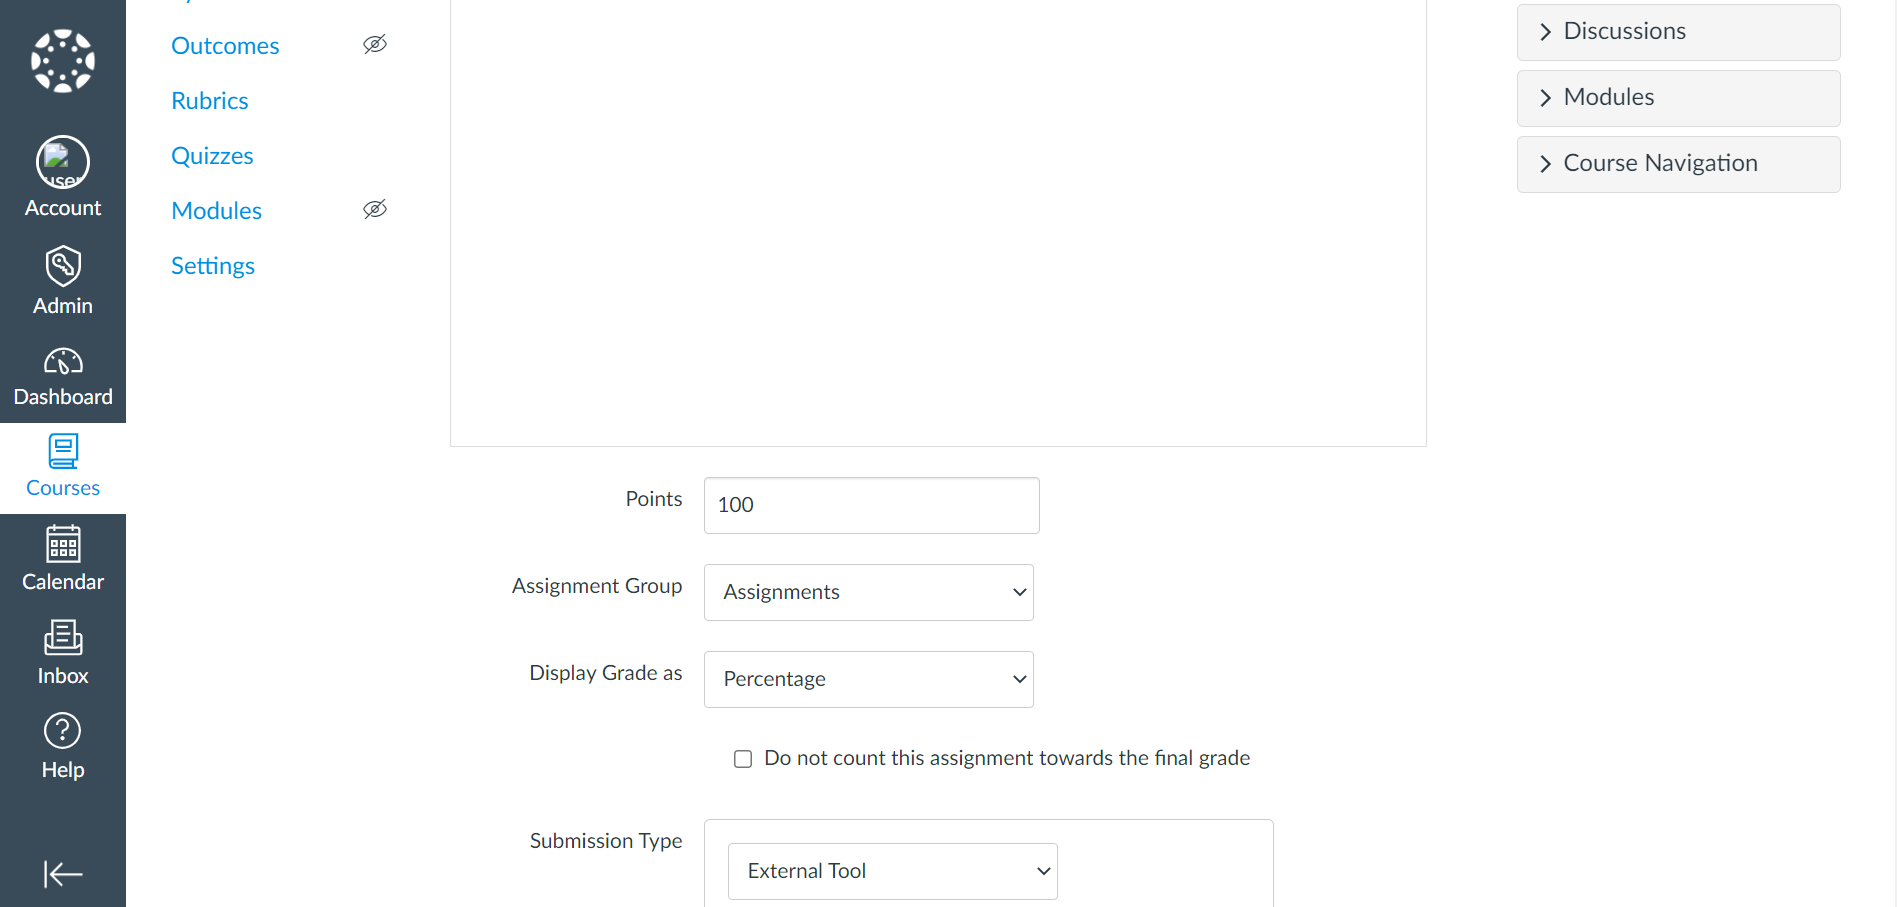 user
Account
Admin
Dashboard
Courses
Calendar
Inbox
Help
Outcomes
Rubrics
Quizzes
Modules
Settings
Points
100
Assignment Group
Assignments
Display Grade as
Percentage
Do not count this assignment towards the final grade
Submission Type
External Tool
Discussions
Modules
Course Navigation